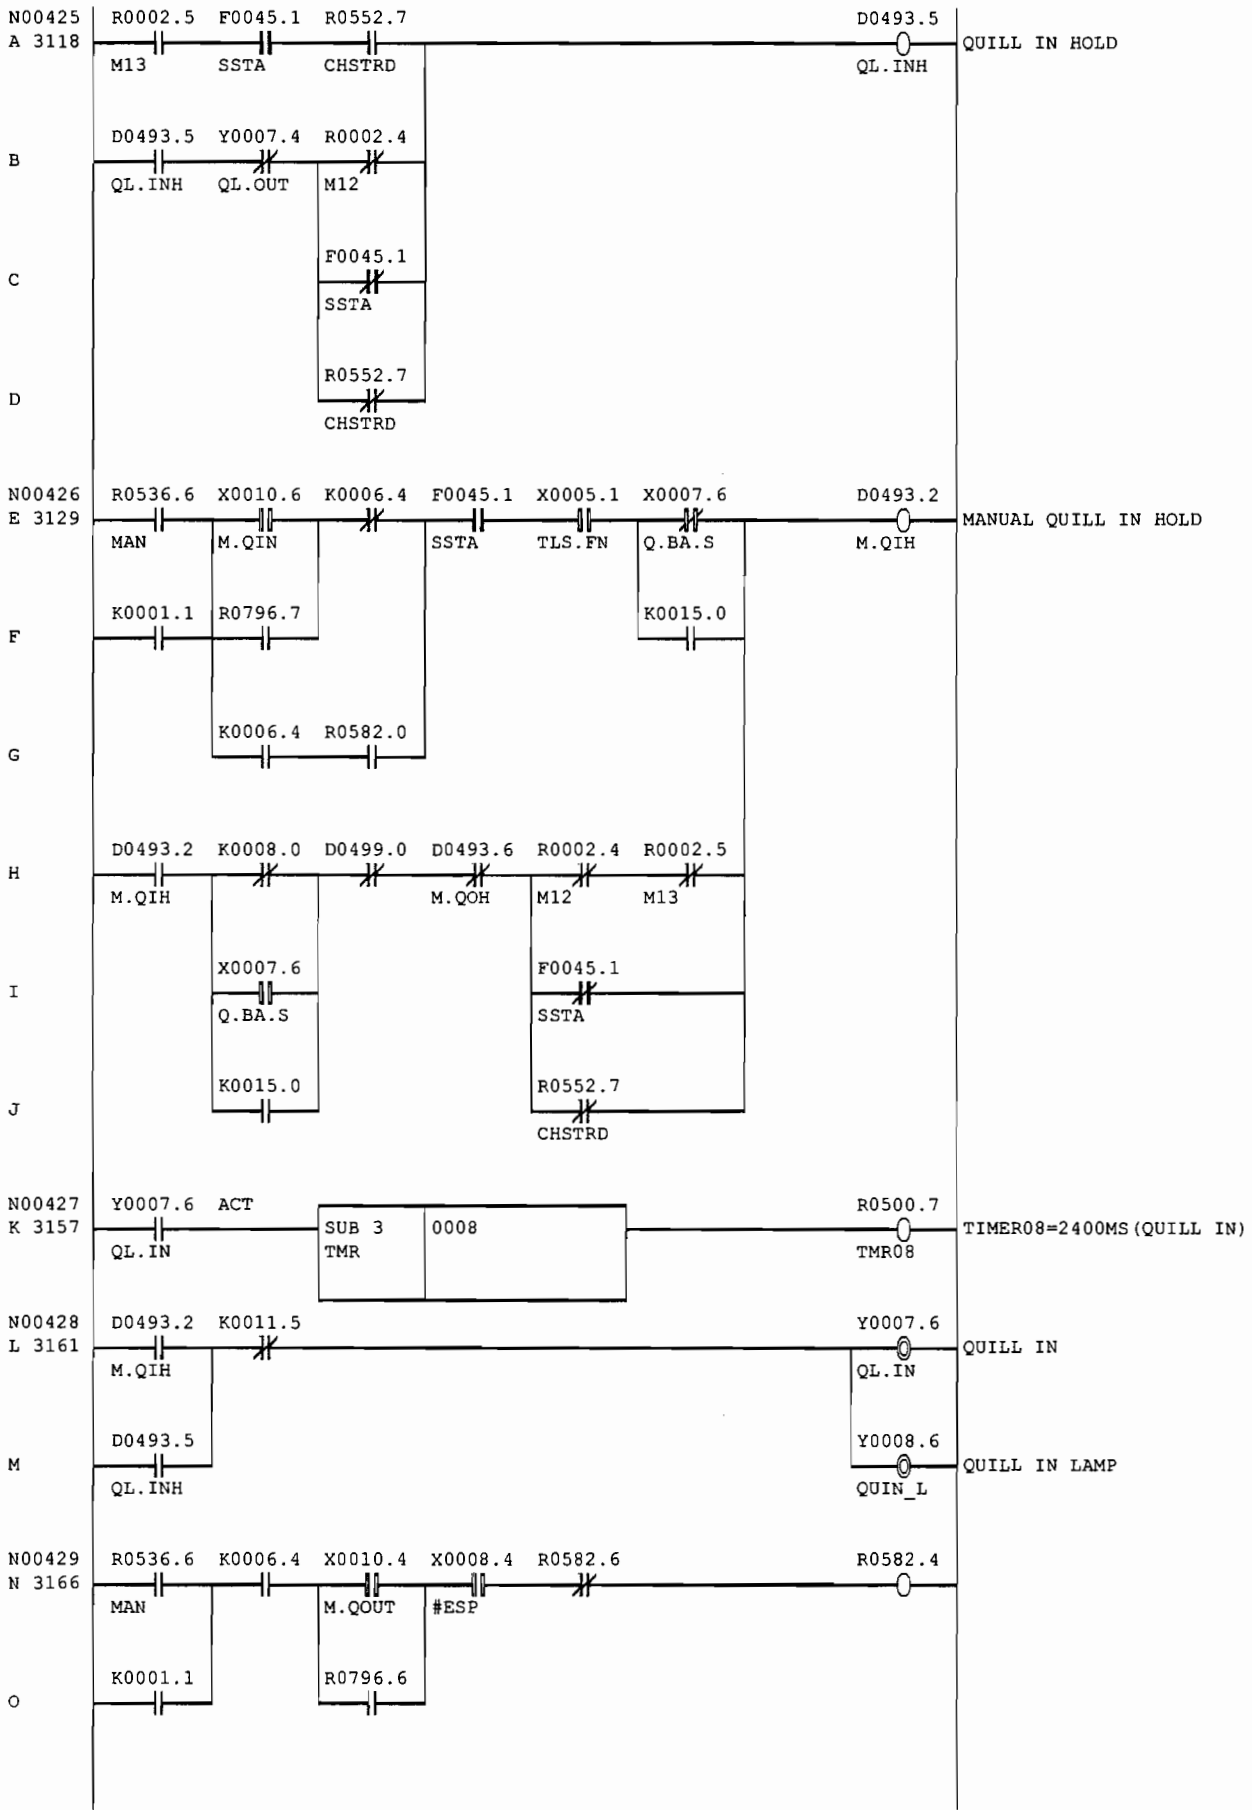 N00425 R0002.5 F0045.1 R0552.7 D0493.5
A 3118 QUILL IN HOLD
M13 SSTA CHSTRD QL.INH
D0493.5 Y0007.4 R0002.4
B
QL.INH QL.OUT M12
F0045.1
C
SSTA
R0552.7
D
CHSTRD
N00426 R0536.6 X0010.6 K0006.4 F0045.1 X0005.1 X0007.6 D0493.2
E 3129 MANUAL QUILL IN HOLD
MAN M.QIN SSTA TLS.FN Q.BA.S M.QIH
K0001.1 R0796.7 K0015.0
F
K0006.4 R0582.0
G
D0493.2 K0008.0 D0499.0 D0493.6 R0002.4 R0002.5
H
M.QIH M.QOH M12 M13
X0007.6 F0045.1
I
Q.BA.S SSTA
K0015.0 R0552.7
J
CHSTRD
N00427 Y0007.6 ACT R0500.7
K 3157 SUB 3 0008 TIMER08=2400MS(QUILL IN)
QL.IN TMR TMR08
N00428 D0493.2 K0011.5 Y0007.6
L 3161 QUILL IN
M.QIH QL.IN
D0493.5 Y0008.6
M QUILL IN LAMP
QL.INH QUIN_L
N00429 R0536.6 K0006.4 X0010.4 X0008.4 R0582.6 R0582.4
N 3166
MAN M.QOUT #ESP
K0001.1 R0796.6
O